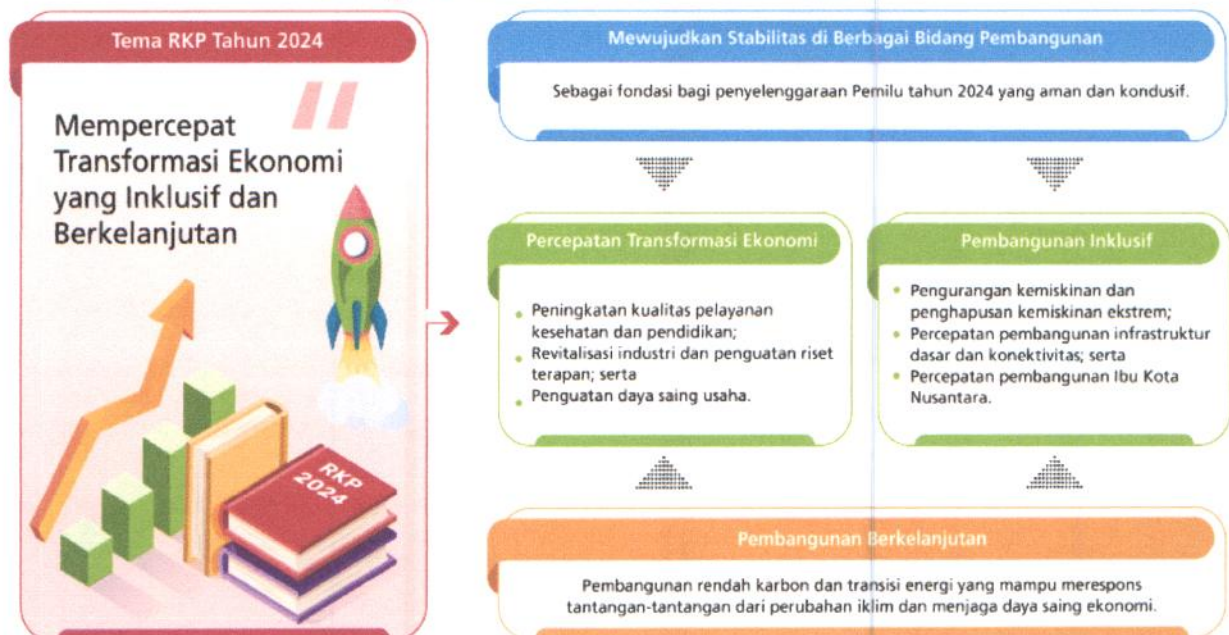 Tema RKP Tahun 2024
Mempercepat
Transformasi Ekonomi
yang Inklusif dan
Berkelanjutan
RKP
2024
Mewujudkan Stabilitas di Berbagai Bidang Pembangunan
Sebagai fondasi bagi penyelenggaraan Pemilu tahun 2024 yang aman dan kondusif.
Percepatan Transformasi Ekonomi
• Peningkatan kualitas pelayanan
kesehatan dan pendidikan;
• Revitalisasi industri dan penguatan riset
terapan; serta
• Penguatan daya saing usaha.
Pembangunan Inklusif
• Pengurangan kemiskinan dan
penghapusan kemiskinan ekstrem;
• Percepatan pembangunan infrastruktur
dasar dan konektivitas; serta
• Percepatan pembangunan Ibu Kota
Nusantara.
Pembangunan Berkelanjutan
Pembangunan rendah karbon dan transisi energi yang mampu merespons
tantangan-tantangan dari perubahan iklim dan menjaga daya saing ekonomi.